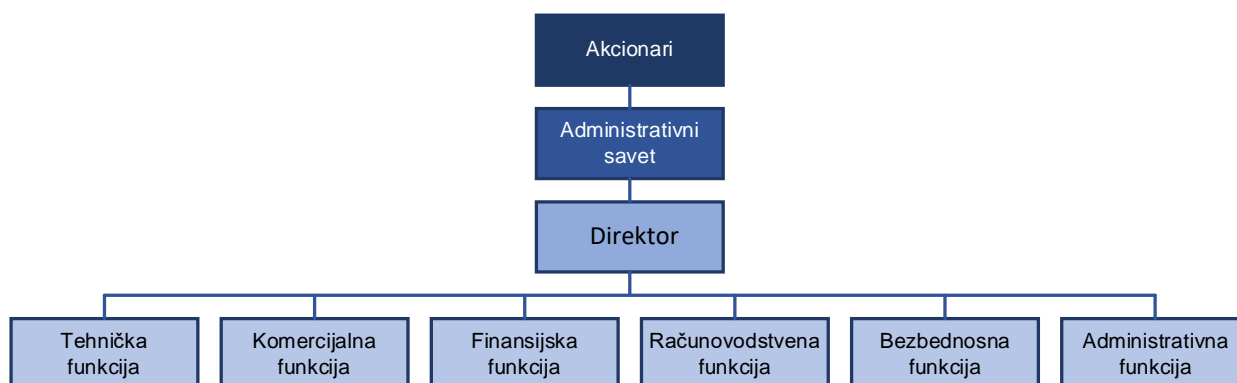 Akcionari
Administrativni
savet
Direktor
Tehnička
funkcija
Komercijalna
funkcija
Finansijska
funkcija
Računovodstvena
funkcija
Bezbednosna
funkcija
Administrativna
funkcija